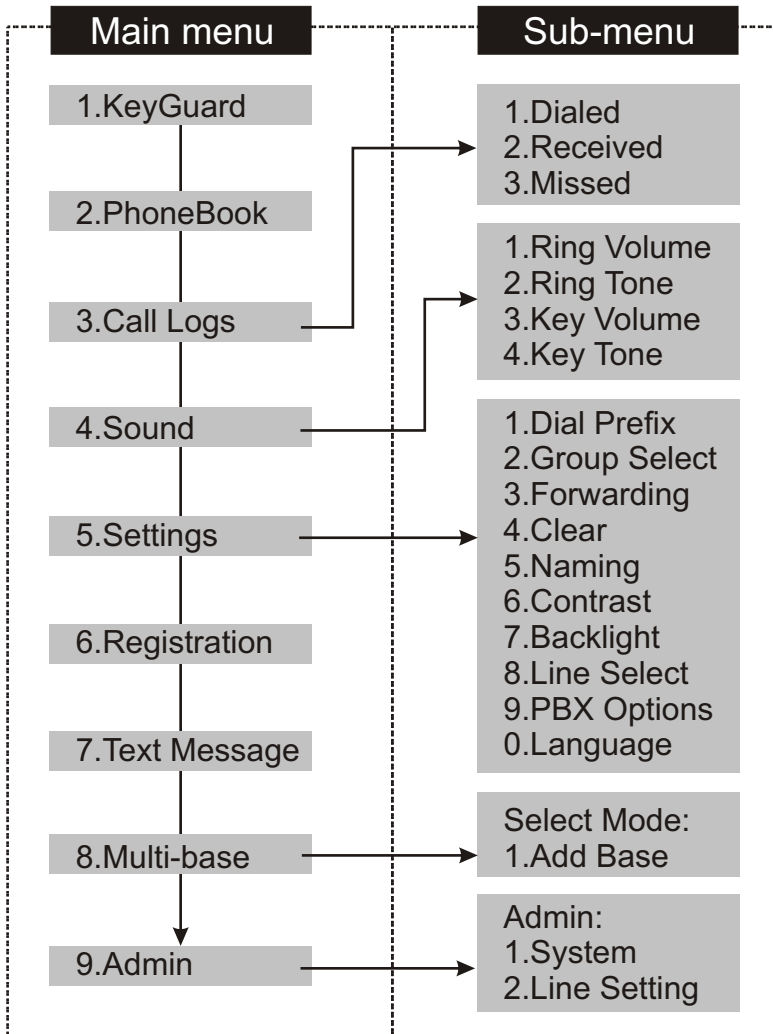 Main menu
1.KeyGuard
2.PhoneBook
3.Call Logs
4.Sound
5.Settings
6.Registration
7.Text Message
8.Multi-base
9.Admin
Sub-menu
1.Dialed
2.Received
3.Missed
1.Ring Volume
2.Ring Tone
3.Key Volume
4.Key Tone
1.Dial Prefix
2.Group Select
3.Forwarding
4.Clear
5.Naming
6.Contrast
7.Backlight
8.Line Select
9.PBX Options
0.Language
Select Mode:
1.Add Base
Admin:
1.System
2.Line Setting